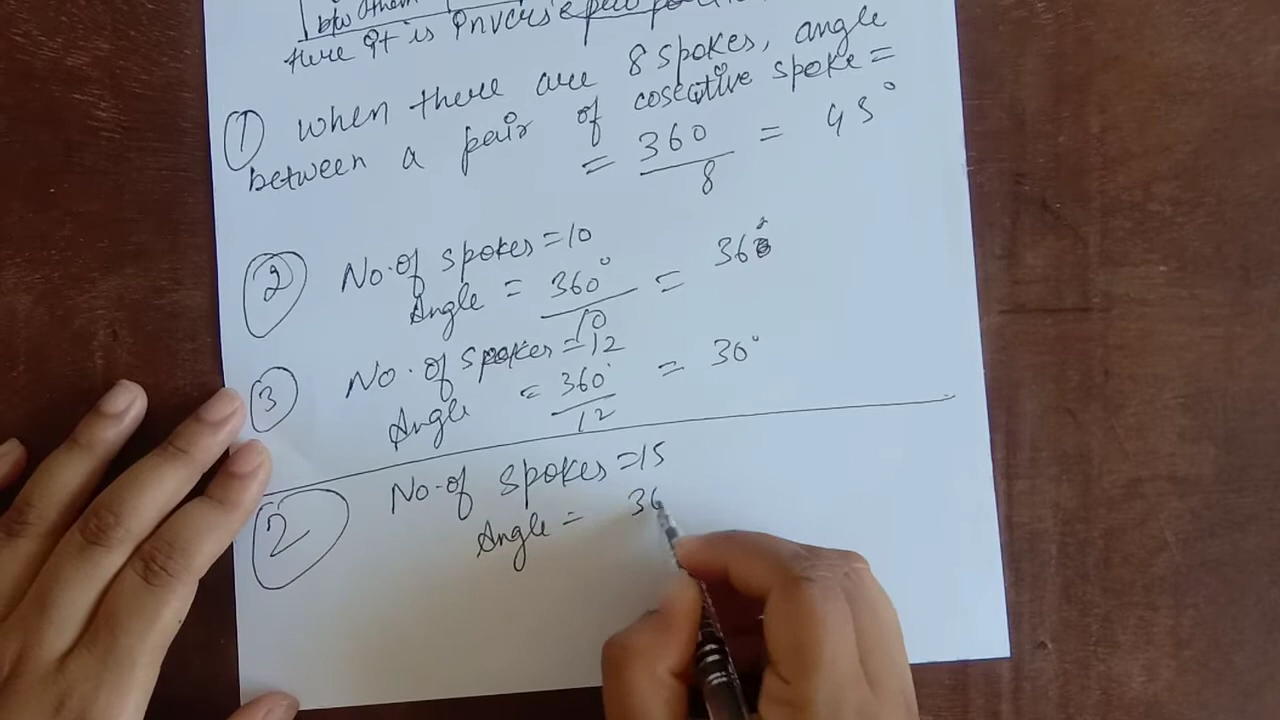 b/w them
there it is inverse
① when there are 8 spokes, angle
between a pair of cosecutive spoke =
= 360/8 = 45°
② No. of spokes = 10
Angle = 360°/10 = 36°
③ No. of spokes = 12
Angle = 360°/12 = 30°
② No. of spokes = 15
Angle = 36